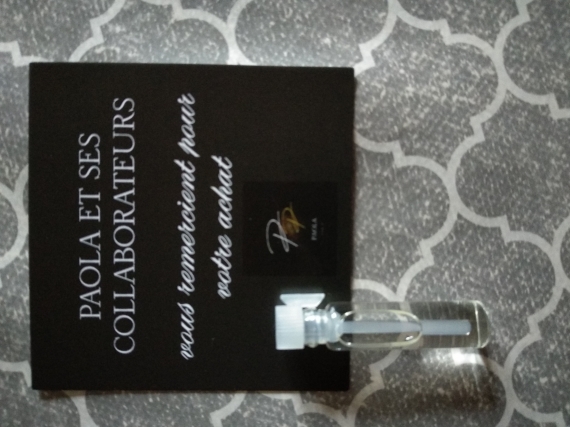 PAOLA ET SES
COLLABORATEURS
vous remercient pour
votre achat
PAOLA